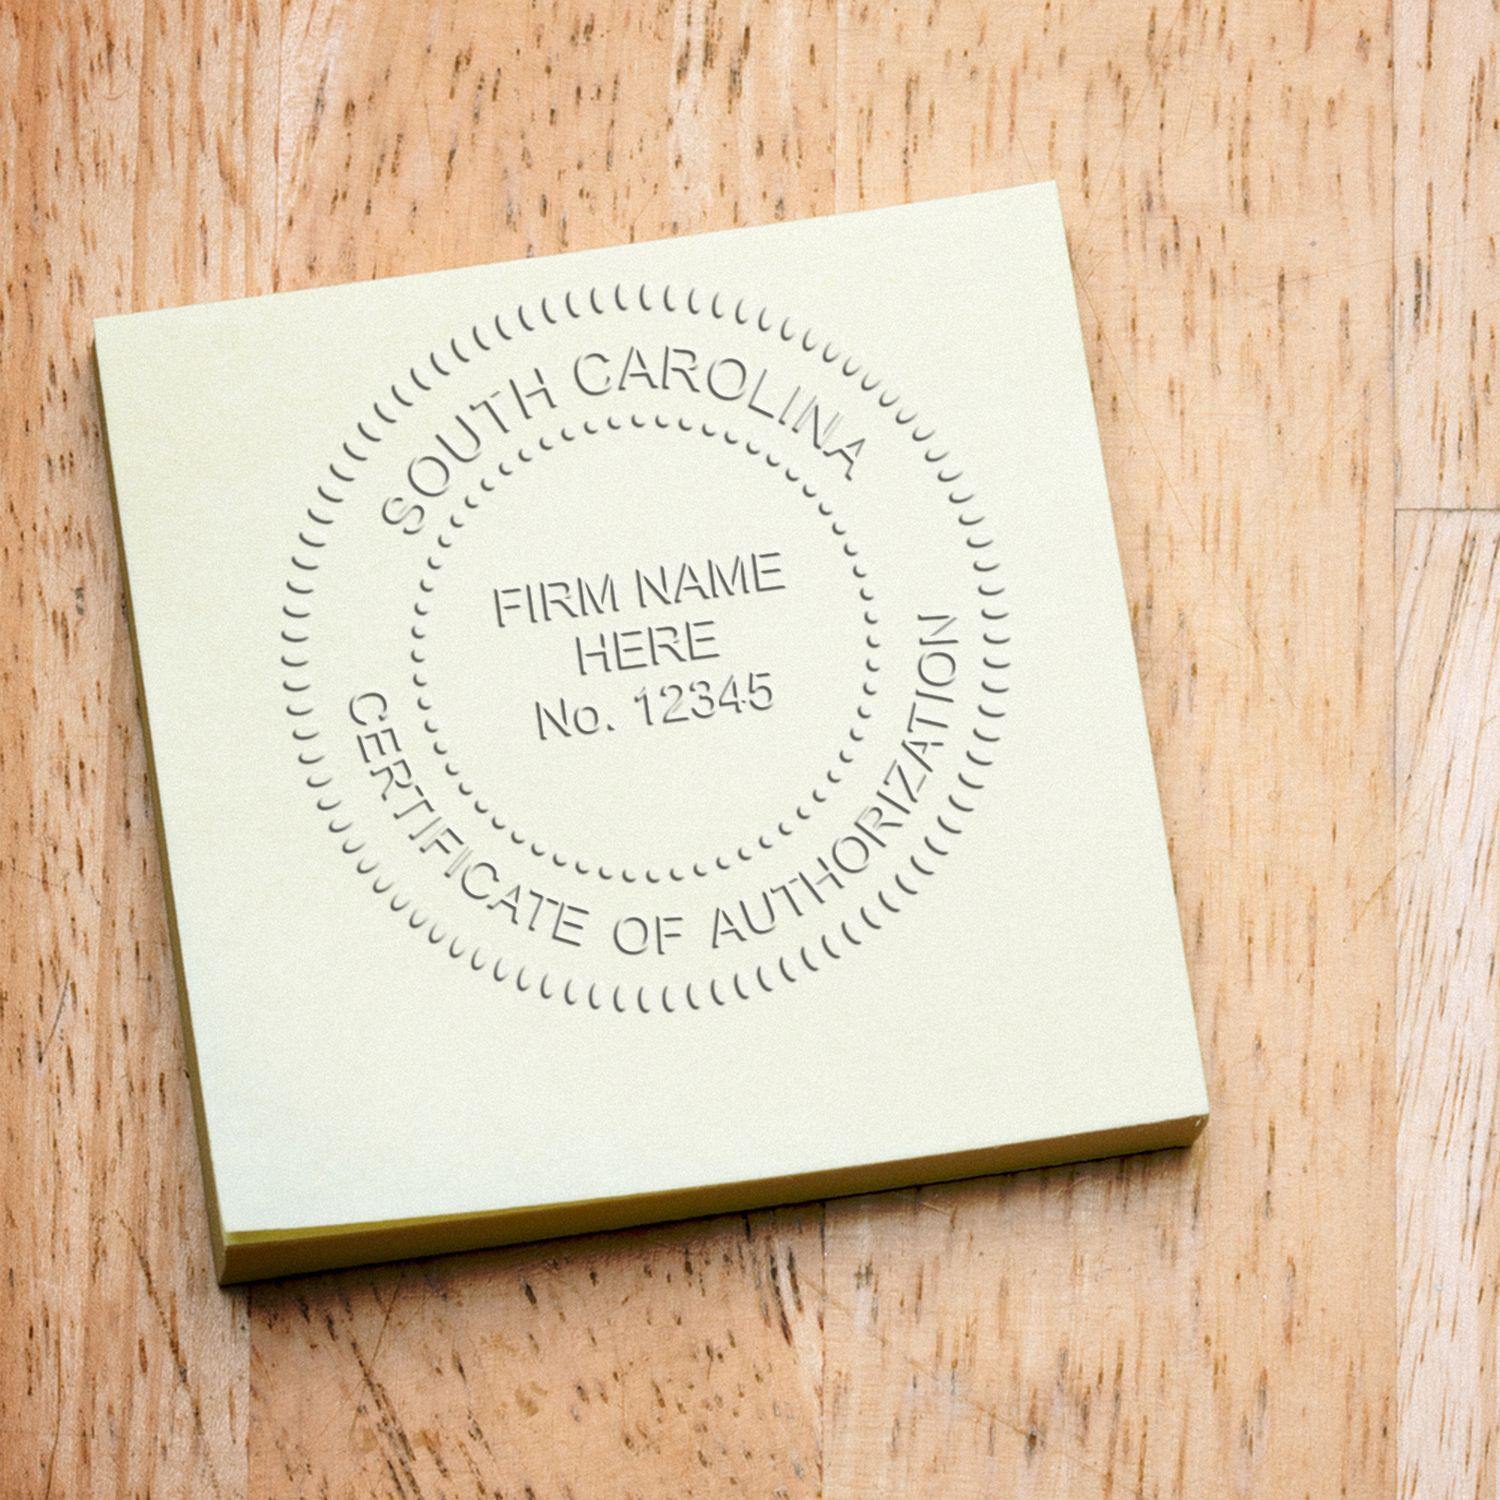 SOUTH CAROLINA
FIRM NAME
HERE
No. 12345
CERTIFICATE OF AUTHORIZATION